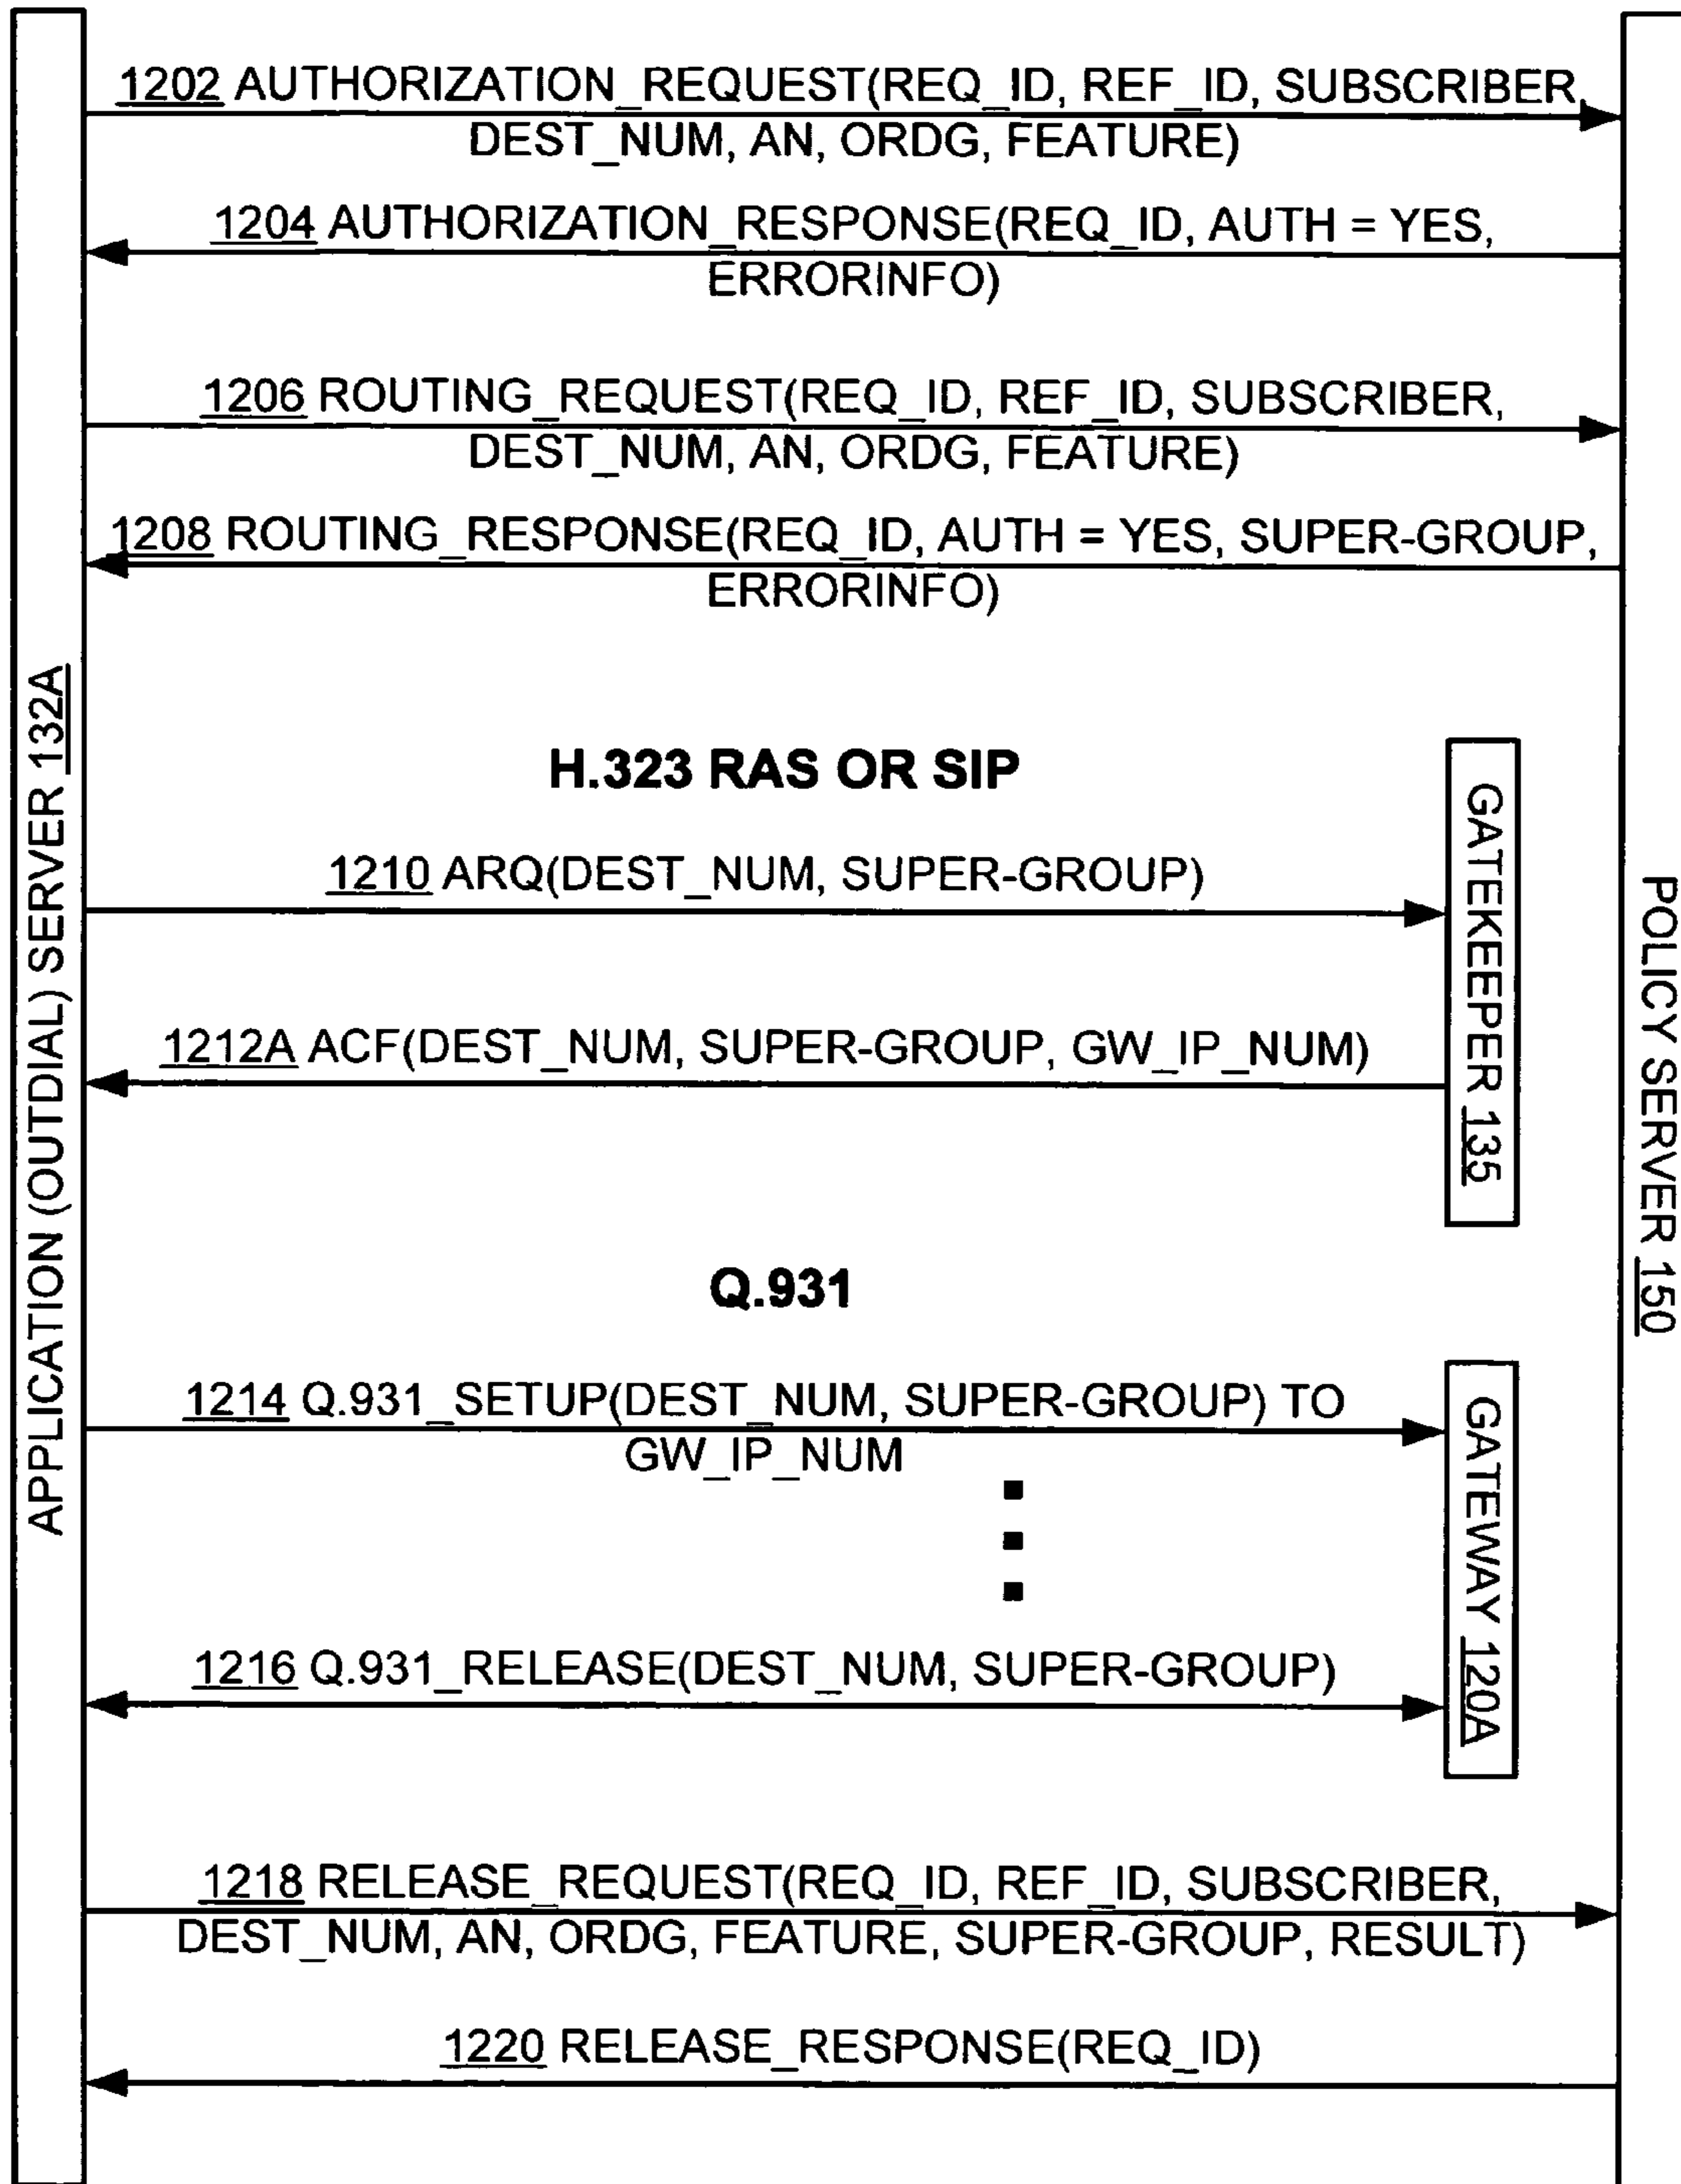 1202 AUTHORIZATION_REQUEST(REQ_ID, REF_ID, SUBSCRIBER,
DEST_NUM, AN, ORDG, FEATURE)
1204 AUTHORIZATION_RESPONSE(REQ_ID, AUTH = YES,
ERRORINFO)
1206 ROUTING_REQUEST(REQ_ID, REF_ID, SUBSCRIBER,
DEST_NUM, AN, ORDG, FEATURE)
1208 ROUTING_RESPONSE(REQ_ID, AUTH = YES, SUPER-GROUP,
ERRORINFO)
APPLICATION (OUTDIAL) SERVER 132A
POLICY SERVER 150
H.323 RAS OR SIP
GATEKEEPER 135
1210 ARQ(DEST_NUM, SUPER-GROUP)
1212A ACF(DEST_NUM, SUPER-GROUP, GW_IP_NUM)
Q.931
GATEWAY 120A
1214 Q.931_SETUP(DEST_NUM, SUPER-GROUP) TO
GW_IP_NUM
1216 Q.931_RELEASE(DEST_NUM, SUPER-GROUP)
1218 RELEASE_REQUEST(REQ_ID, REF_ID, SUBSCRIBER,
DEST_NUM, AN, ORDG, FEATURE, SUPER-GROUP, RESULT)
1220 RELEASE_RESPONSE(REQ_ID)